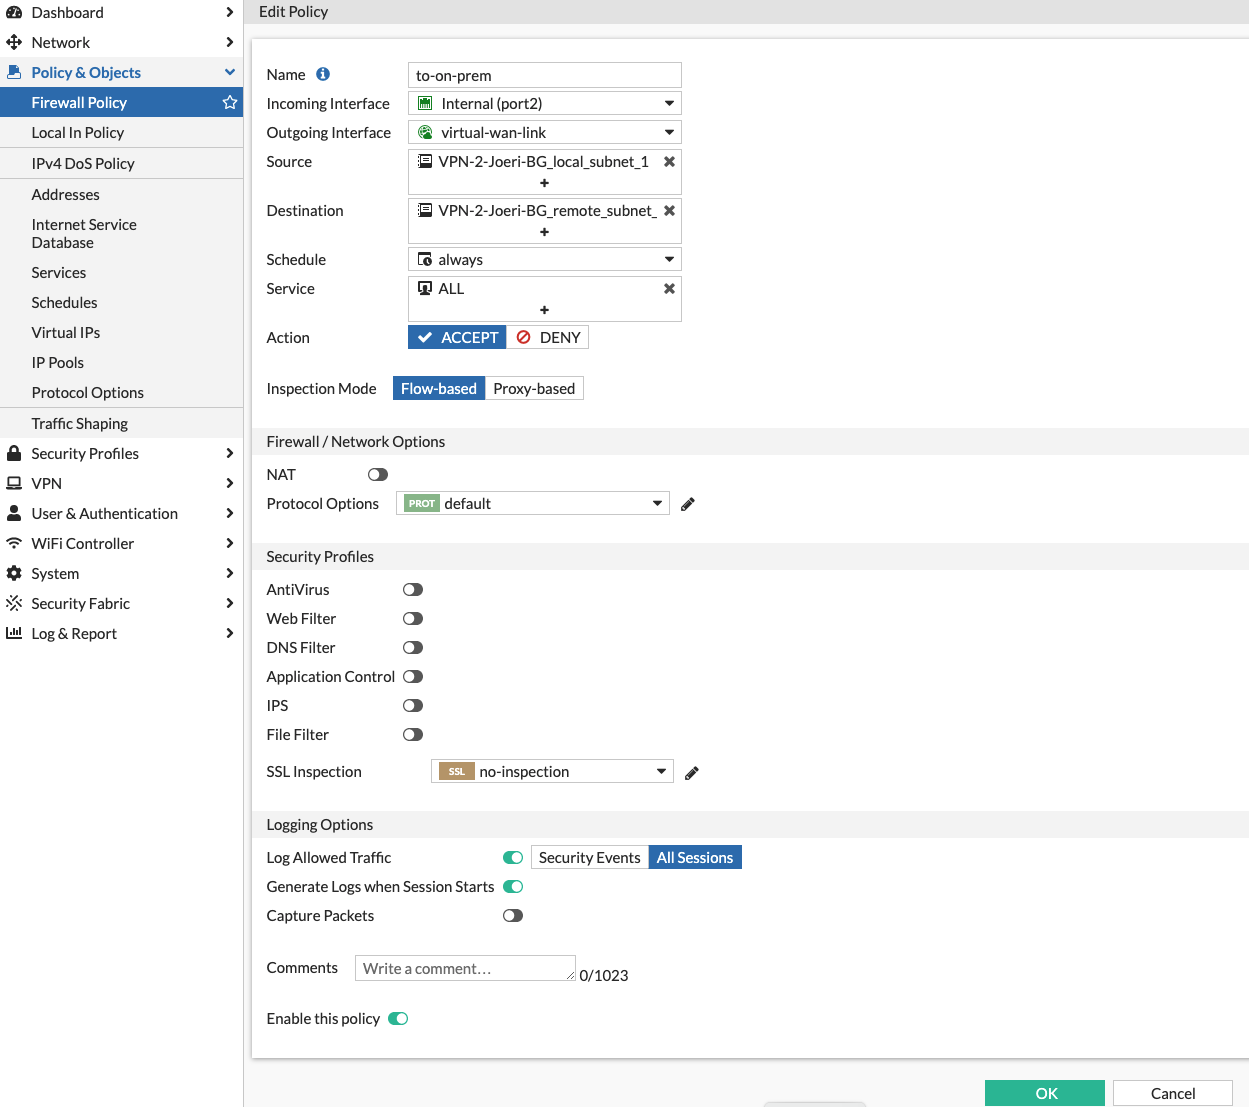 Dashboard
Network
Policy & Objects
Firewall Policy
Local In Policy
IPv4 DoS Policy
Addresses
Internet Service
Database
Services
Schedules
Virtual IPs
IP Pools
Protocol Options
Traffic Shaping
Security Profiles
VPN
User & Authentication
WiFi Controller
System
Security Fabric
Log & Report
Edit Policy
Name to-on-prem
Incoming Interface Internal (port2)
Outgoing Interface virtual-wan-link
Source VPN-2-Joeri-BG_local_subnet_1
+
Destination VPN-2-Joeri-BG_remote_subnet_
+
Schedule always
Service ALL
+
Action ACCEPT DENY
Inspection Mode Flow-based Proxy-based
Firewall / Network Options
NAT
Protocol Options PROT default
Security Profiles
AntiVirus
Web Filter
DNS Filter
Application Control
IPS
File Filter
SSL Inspection SSL no-inspection
Logging Options
Log Allowed Traffic Security Events All Sessions
Generate Logs when Session Starts
Capture Packets
Comments Write a comment... 0/1023
Enable this policy
OK Cancel